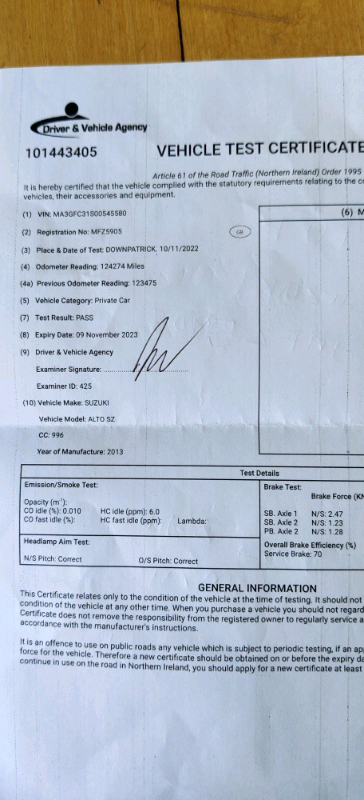 Driver & Vehicle Agency
101443405
VEHICLE TEST CERTIFICATE
Article 61 of the Road Traffic (Northern Ireland) Order 1995
It is hereby certified that the vehicle complied with the statutory requirements relating to the
vehicles, their accessories and equipment.
(1) VIN: MA3GFC31S00545580
(6) M
(2) Registration No: MFZ5905
GB
(3) Place & Date of Test: DOWNPATRICK, 10/11/2022
(4) Odometer Reading: 124274 Miles
(4a) Previous Odometer Reading: 123475
(5) Vehicle Category: Private Car
(7) Test Result: PASS
(8) Expiry Date: 09 November 2023
(9) Driver & Vehicle Agency
Examiner Signature:
Examiner ID: 425
(10) Vehicle Make: SUZUKI
Vehicle Model: ALTO SZ
CC: 996
Year of Manufacture: 2013
Test Details
Emission/Smoke Test:
Opacity (m¹):
CO idle (%): 0.010 HC idle (ppm): 6.0
CO fast idle (%): HC fast idle (ppm): Lambda:
Headlamp Aim Test:
N/S Pitch: Correct O/S Pitch: Correct
Brake Test:
Brake Force (KN
SB. Axle 1 N/S: 2.47
SB. Axle 2 N/S: 1.23
PB. Axle 2 N/S: 1.28
Overall Brake Efficiency (%)
Service Brake: 70
GENERAL INFORMATION
This Certificate relates only to the condition of the vehicle at the time of testing. It should not
condition of the vehicle at any other time. When you purchase a vehicle you should not regard
Certificate does not remove the responsibility from the registered owner to regularly service a
accordance with the manufacturer's instructions.
It is an offence to use on public roads any vehicle which is subject to periodic testing, if an app
force for the vehicle. Therefore a new certificate should be obtained on or before the expiry da
continue in use on the road in Northern Ireland, you should apply for a new certificate at least